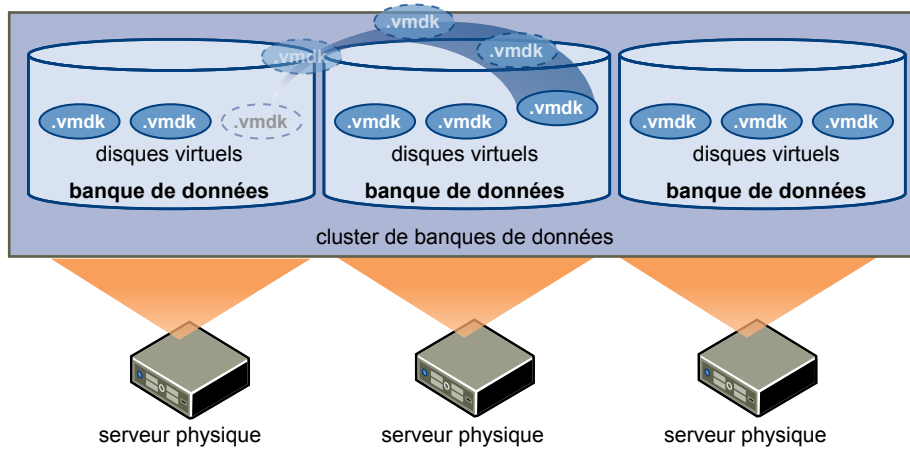 .vmdk
.vmdk
.vmdk
.vmdk
.vmdk .vmdk .vmdk
disques virtuels
banque de données
.vmdk .vmdk
disques virtuels
banque de données
.vmdk .vmdk .vmdk
disques virtuels
banque de données
cluster de banques de données
serveur physique
serveur physique
serveur physique